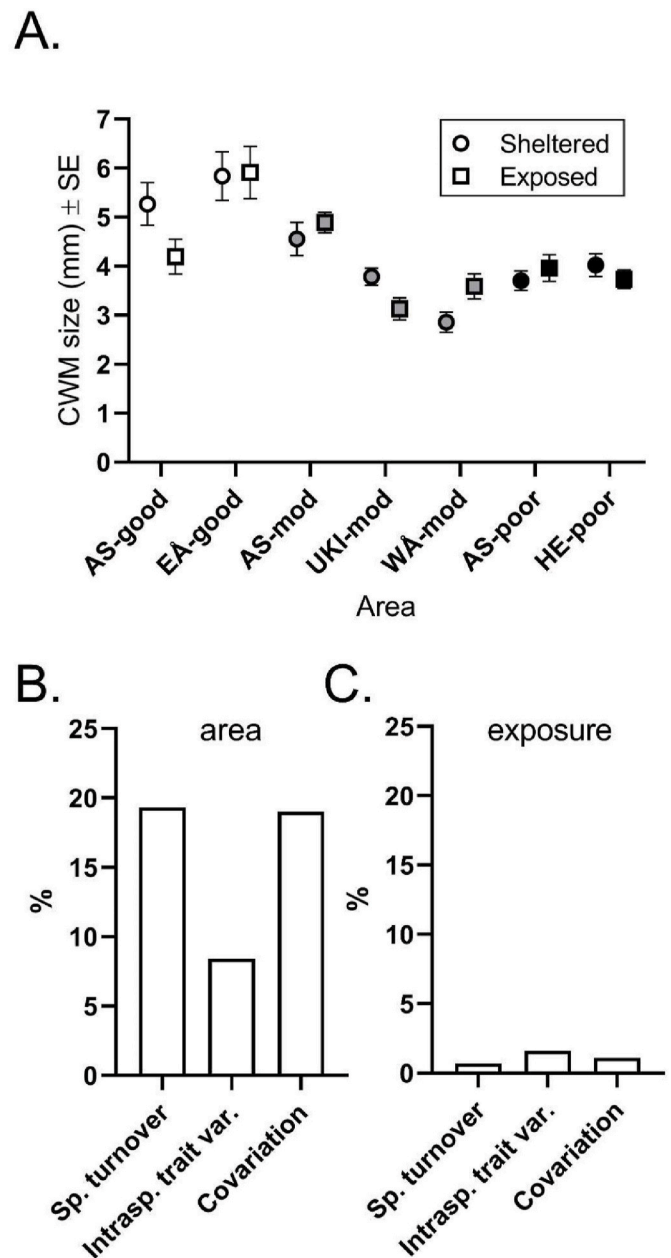 A.
CWM size (mm) ± SE
7
6
5
4
3
2
1
0
Sheltered
Exposed
AS-good
EÅ-good
AS-mod
UKI-mod
WÅ-mod
AS-poor
HE-poor
Area
B.
area
%
25
20
15
10
5
0
Sp. turnover
Intrasp. trait var.
Covariation
C.
exposure
%
25
20
15
10
5
0
Sp. turnover
Intrasp. trait var.
Covariation